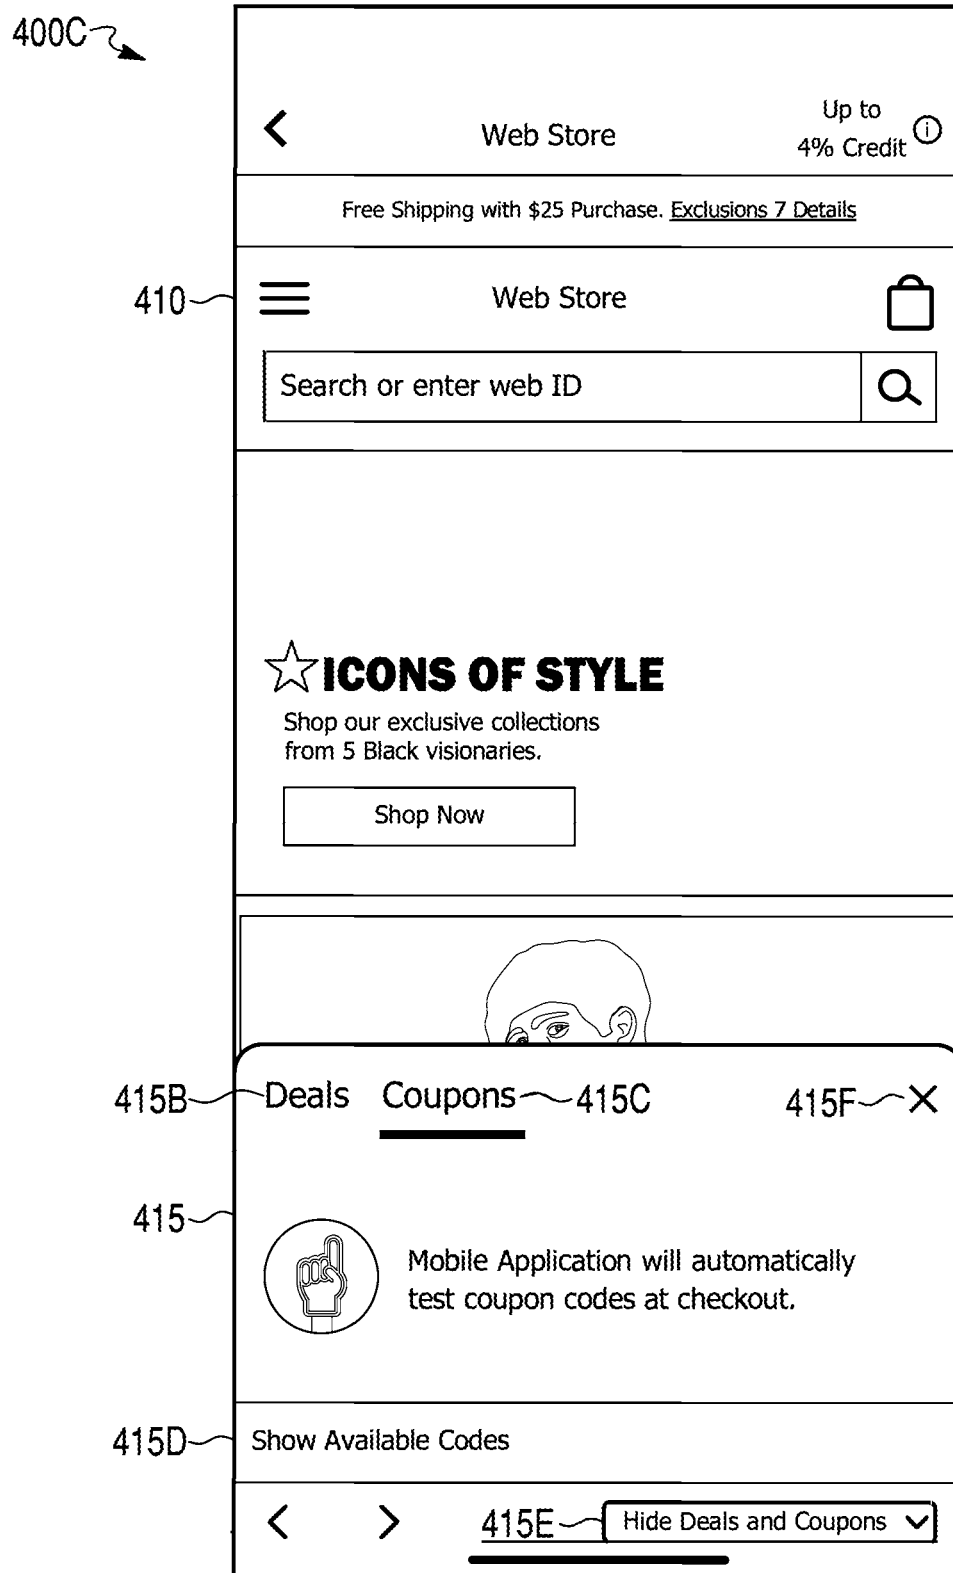 400C
Up to
Web Store
4% Credit
Free Shipping with $25 Purchase. Exclusions 7 Details
410
Web Store
Search or enter web ID
ICONS OF STYLE
Shop our exclusive collections
from 5 Black visionaries.
Shop Now
415B Deals Coupons 415C 415F
415
Mobile Application will automatically
test coupon codes at checkout.
415D Show Available Codes
415E Hide Deals and Coupons